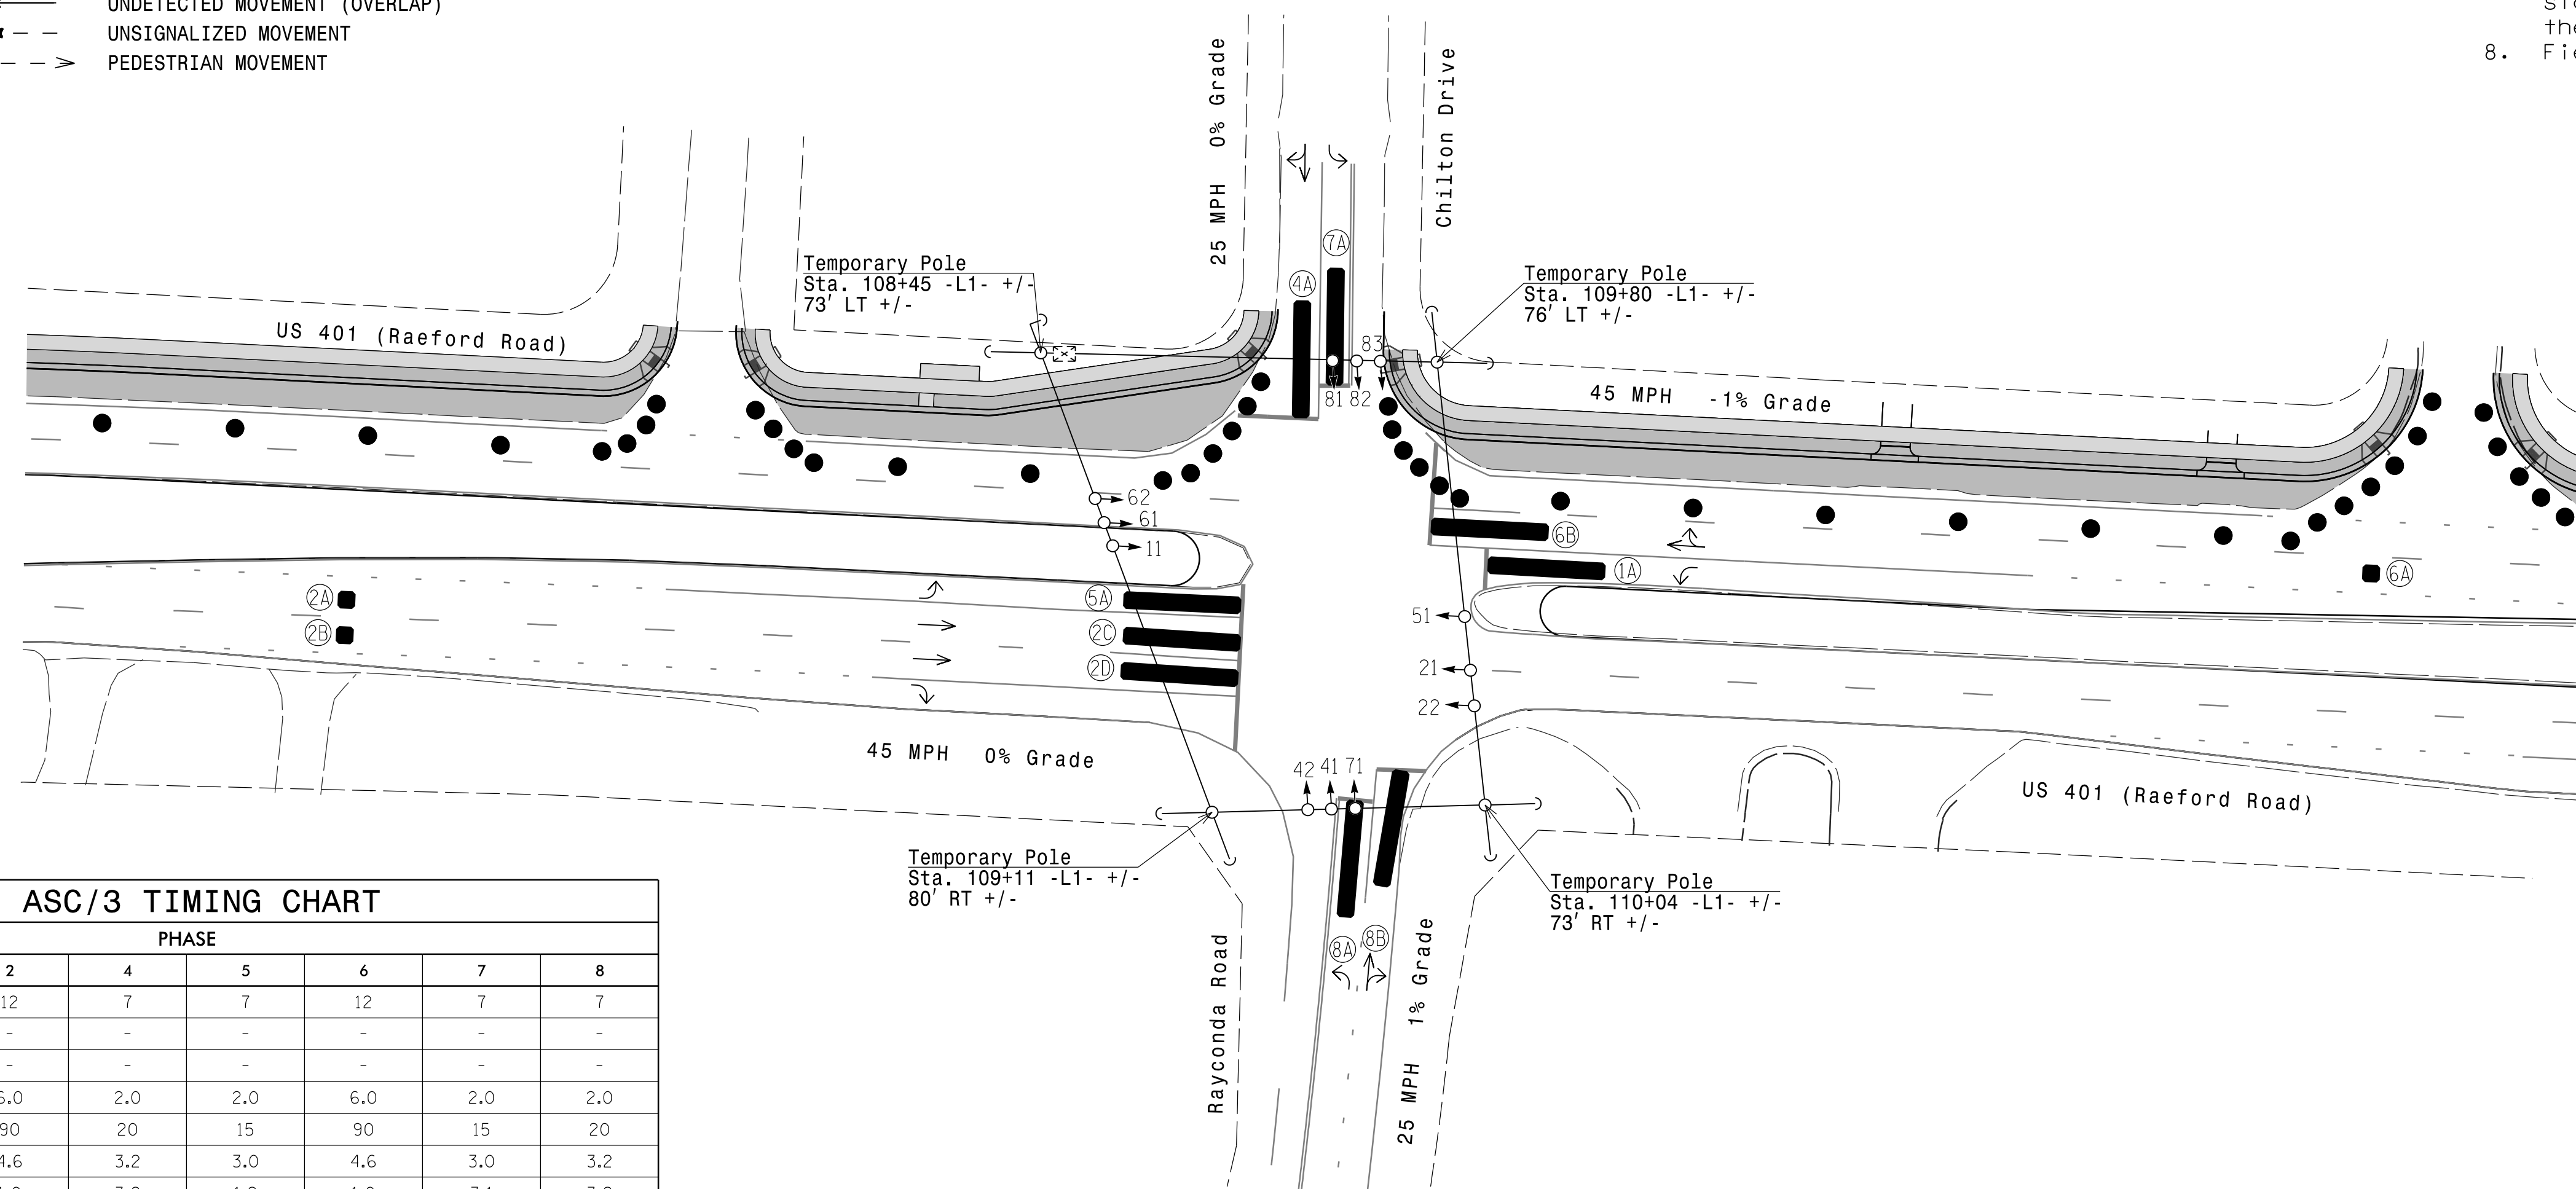 UNDETECTED MOVEMENT (OVERLAP)
UNSIGNALIZED MOVEMENT
PEDESTRIAN MOVEMENT
8. Fie
25 MPH 0% Grade
Chilton Drive
Temporary Pole
Sta. 108+45 -L1- +/-
73' LT +/-
Temporary Pole
Sta. 109+80 -L1- +/-
76' LT +/-
7A
4A
83
81 82
US 401 (Raeford Road)
45 MPH -1% Grade
62
61
11
6B
1A
6A
2A
2B
5A
2C
2D
51
21
22
45 MPH 0% Grade
42 41 71
US 401 (Raeford Road)
Temporary Pole
Sta. 109+11 -L1- +/-
80' RT +/-
Temporary Pole
Sta. 110+04 -L1- +/-
73' RT +/-
8A
8B
Rayconda Road
25 MPH 1% Grade
ASC/3 TIMING CHART
PHASE
2 4 5 6 7 8
12 7 7 12 7 7
- - - - - -
- - - - - -
6.0 2.0 2.0 6.0 2.0 2.0
90 20 15 90 15 20
4.6 3.2 3.0 4.6 3.0 3.2